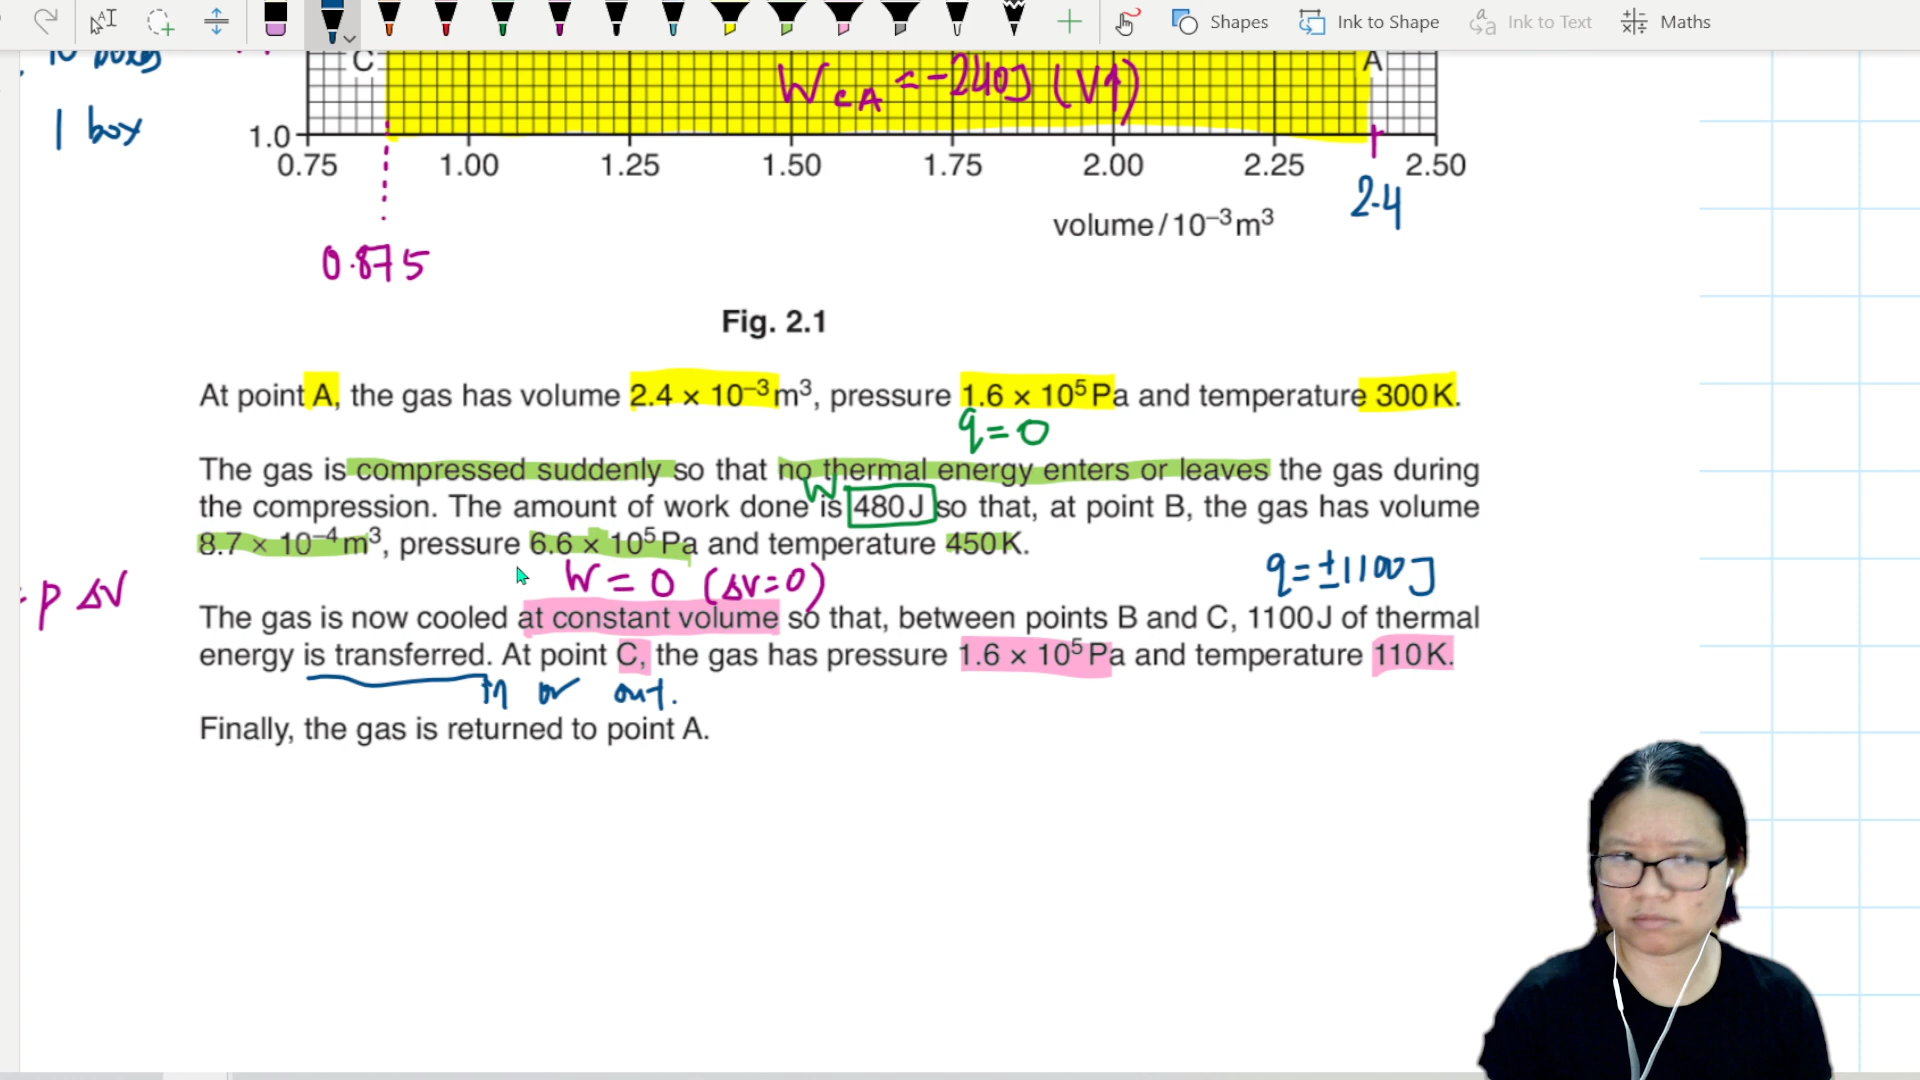 Shapes Ink to Shape Ink to Text Maths
10 boxes
1 box
C
A
W CA = -240J (V↑)
1.0
0.75 1.00 1.25 1.50 1.75 2.00 2.25 2.50
2.4
volume / 10⁻³ m³
0.875
Fig. 2.1
At point A, the gas has volume 2.4 × 10⁻³ m³, pressure 1.6 × 10⁵ Pa and temperature 300 K.
q = 0
The gas is compressed suddenly so that no thermal energy enters or leaves the gas during
W
the compression. The amount of work done is 480 J so that, at point B, the gas has volume
8.7 × 10⁻⁴ m³, pressure 6.6 × 10⁵ Pa and temperature 450 K.
= p ΔV
W = 0 (ΔV=0)
q = ±1100J
The gas is now cooled at constant volume so that, between points B and C, 1100 J of thermal
energy is transferred. At point C, the gas has pressure 1.6 × 10⁵ Pa and temperature 110 K.
in or out.
Finally, the gas is returned to point A.